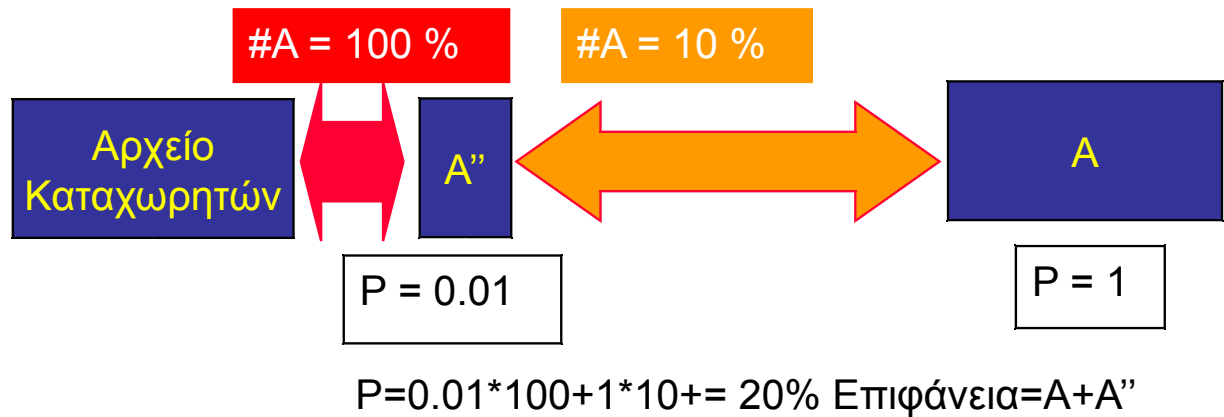 #A = 100 %
#A = 10 %
Αρχείο
Καταχωρητών
A’’
A
P = 0.01
P = 1
P=0.01*100+1*10+= 20% Επιφάνεια=A+A’’